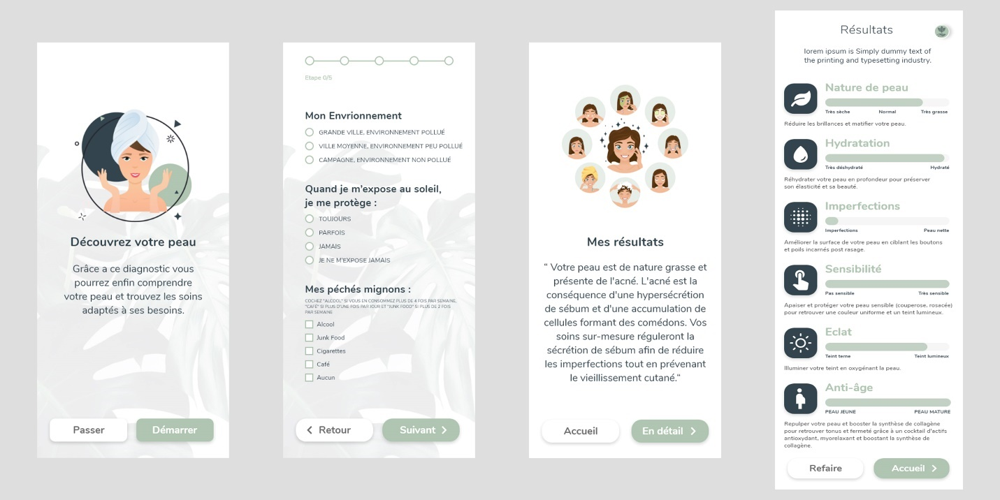 Découvrez votre peau
Grâce a ce diagnostic vous
pourrez enfin comprendre
votre peau et trouvez les soins
adaptés à ses besoins.
Passer
Démarrer
Etape 0/5
Mon Envrionnement
GRANDE VILLE, ENVIRONNEMENT POLLUÉ
VILLE MOYENNE, ENVIRONNEMENT PEU POLLUÉ
CAMPAGNE, ENVIRONNEMENT NON POLLUÉ
Quand je m'expose au soleil,
je me protège :
TOUJOURS
PARFOIS
JAMAIS
JE NE M'EXPOSE JAMAIS
Mes péchés mignons :
COCHEZ "ALCOOL" SI VOUS EN CONSOMMEZ PLUS DE 4 FOIS PAR SEMAINE,
"CAFÉ" SI PLUS D'UNE FOIS PAR JOUR ET "JUNK FOOD" SI PLUS DE 2 FOIS
PAR SEMAINE
Alcool
Junk Food
Cigarettes
Café
Aucun
Retour
Suivant
Mes résultats
“ Votre peau est de nature grasse et
présente de l'acné. L'acné est la
conséquence d'une hypersécrétion
de sébum et d'une accumulation de
cellules formant des comédons. Vos
soins sur-mesure réguleront la
sécrétion de sébum afin de réduire
les imperfections tout en prévenant
le vieillissement cutané.“
Accueil
En détail
Résultats
lorem ipsum is Simply dummy text of
the printing and typesetting industry.
Nature de peau
Très sèche
Normal
Très grasse
Réduire les brillances et matifier votre peau.
Hydratation
Très déshydraté
Hydraté
Réhydrater votre peau en profondeur pour préserver
son élasticité et sa beauté.
Imperfections
Imperfections
Peau nette
Améliorer la surface de votre peau en ciblant les boutons
et poils incarnés post rasage.
Sensibilité
Pas sensible
Très sensible
Apaiser et protéger votre peau sensible (couperose, rosacée)
pour retrouver une couleur uniforme et un teint lumineux.
Eclat
Teint terne
Teint lumineux
Illuminer votre teint en oxygénant la peau.
Anti-âge
PEAU JEUNE
PEAU MATURE
Repulper votre peau et booster la synthèse de collagène
pour retrouver tonus et fermeté grâce à un cocktail d'actifs
antioxydant, myorelaxant et boostant la synthèse de
collagène.
Refaire
Accueil